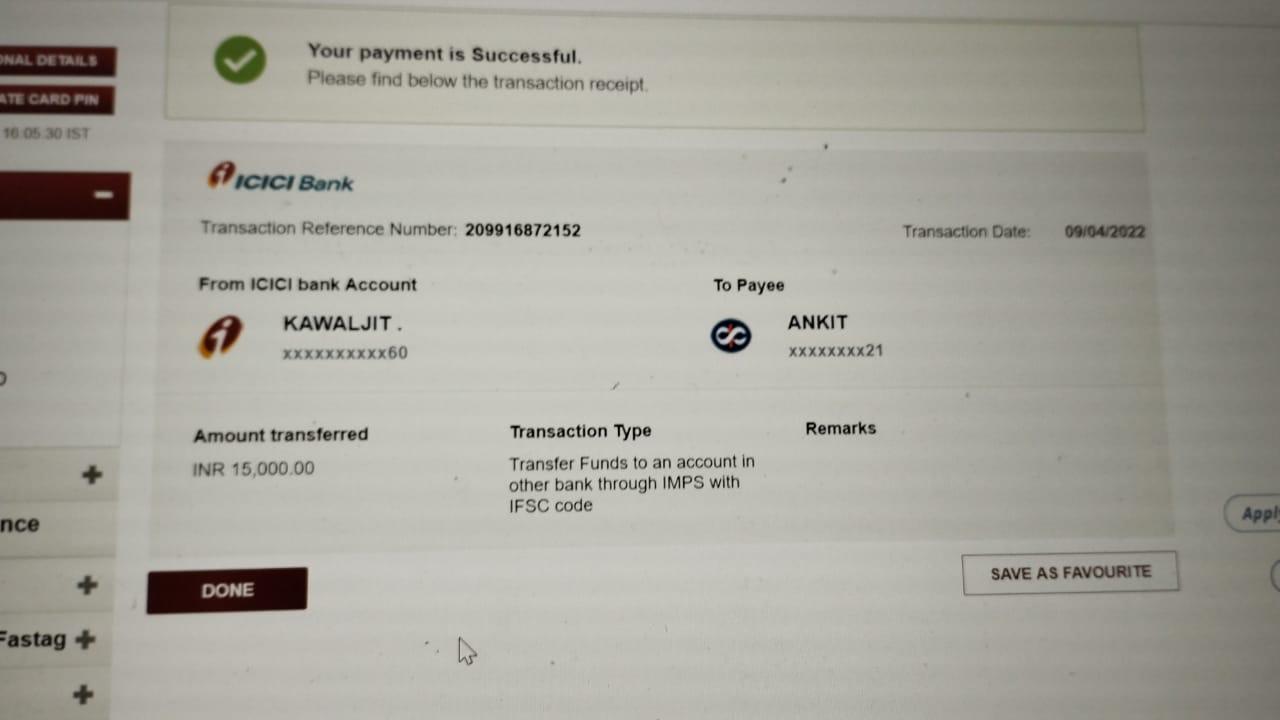 ONAL DETAILS
ATE CARD PIN
16:05:30 IST
Your payment is Successful.
Please find below the transaction receipt.
ICICI Bank
Transaction Reference Number: 209916872152
Transaction Date: 09/04/2022
From ICICI bank Account
To Payee
KAWALJIT .
xxxxxxxxxx60
ANKIT
xxxxxxxx21
Amount transferred
INR 15,000.00
Transaction Type
Transfer Funds to an account in
other bank through IMPS with
IFSC code
Remarks
nce
Fastag
DONE
SAVE AS FAVOURITE
Apply